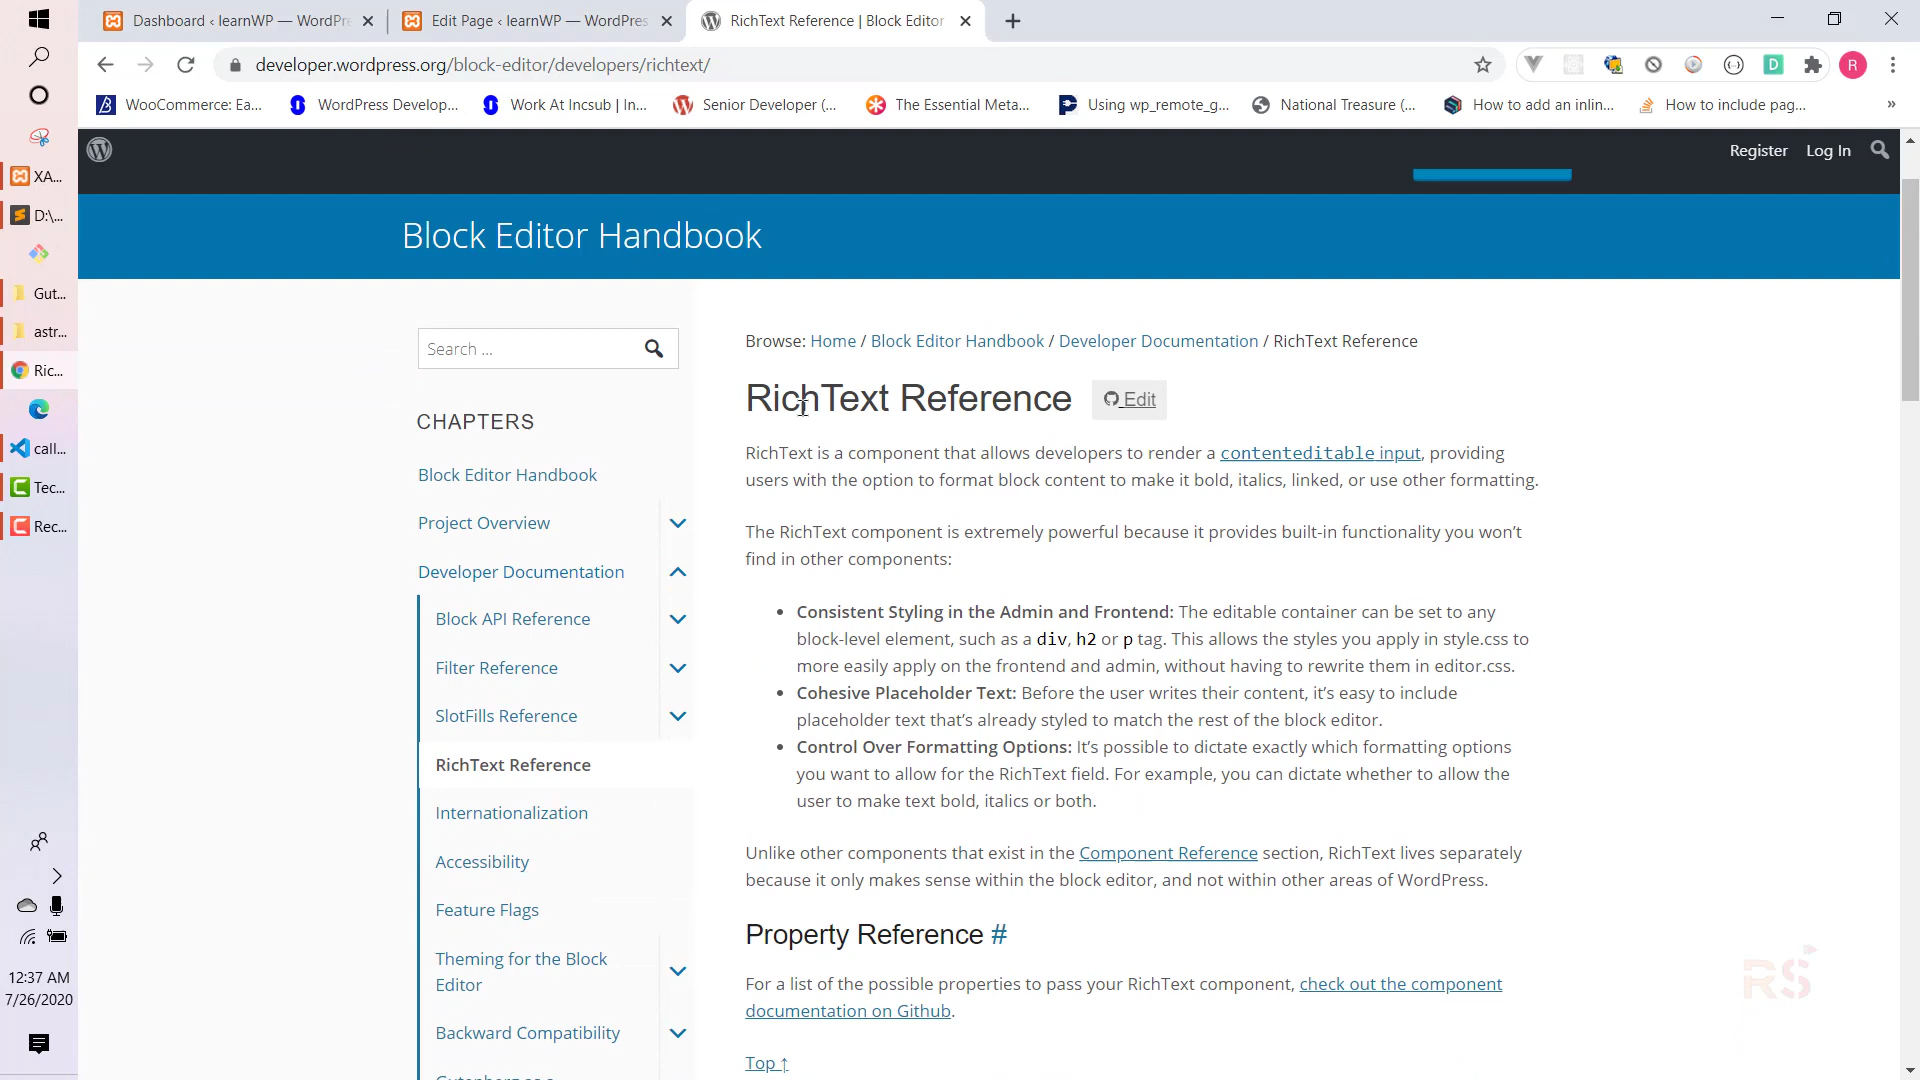 Dashboard ‹ learnWP — WordPre
Edit Page ‹ learnWP — WordPres
RichText Reference | Block Editor
developer.wordpress.org/block-editor/developers/richtext/
R
WooCommerce: Ea...
WordPress Develop...
Work At Incsub | In...
Senior Developer (...
The Essential Meta...
Using wp_remote_g...
National Treasure (...
How to add an inlin...
How to include pag...
»
Register
Log In
Block Editor Handbook
Search ...
CHAPTERS
Block Editor Handbook
Project Overview
Developer Documentation
Block API Reference
Filter Reference
SlotFills Reference
RichText Reference
Internationalization
Accessibility
Feature Flags
Theming for the Block
Editor
Backward Compatibility
Browse: Home / Block Editor Handbook / Developer Documentation / RichText Reference
RichText Reference
Edit
RichText is a component that allows developers to render a contenteditable input, providing
users with the option to format block content to make it bold, italics, linked, or use other formatting.
The RichText component is extremely powerful because it provides built-in functionality you won’t
find in other components:
• Consistent Styling in the Admin and Frontend: The editable container can be set to any
block-level element, such as a div, h2 or p tag. This allows the styles you apply in style.css to
more easily apply on the frontend and admin, without having to rewrite them in editor.css.
• Cohesive Placeholder Text: Before the user writes their content, it’s easy to include
placeholder text that’s already styled to match the rest of the block editor.
• Control Over Formatting Options: It’s possible to dictate exactly which formatting options
you want to allow for the RichText field. For example, you can dictate whether to allow the
user to make text bold, italics or both.
Unlike other components that exist in the Component Reference section, RichText lives separately
because it only makes sense within the block editor, and not within other areas of WordPress.
Property Reference #
For a list of the possible properties to pass your RichText component, check out the component
documentation on Github.
Top ↑
XA...
D:\...
Gut...
astr...
Ric...
call...
Tec...
Rec...
12:37 AM
7/26/2020
RS